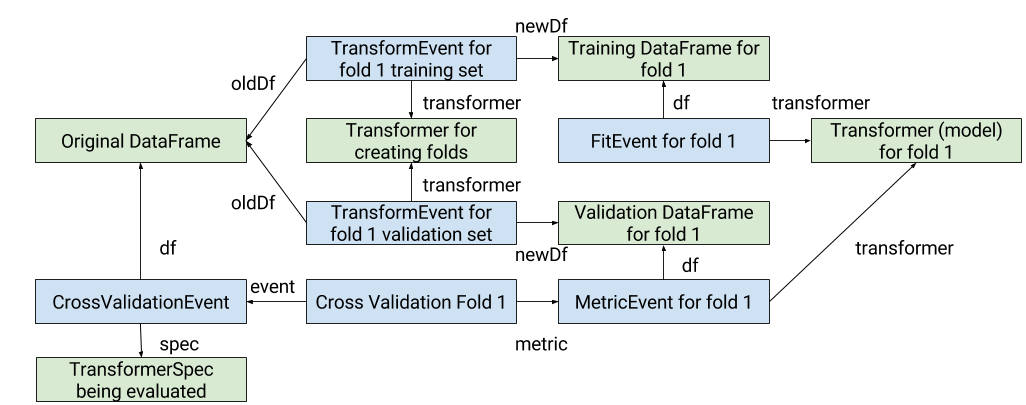 newDf
TransformEvent for
fold 1 training set
Training DataFrame for
fold 1
oldDf
transformer
df
transformer
Original DataFrame
Transformer for
creating folds
FitEvent for fold 1
Transformer (model)
for fold 1
transformer
oldDf
TransformEvent for
fold 1 validation set
Validation DataFrame
for fold 1
df
newDf
df
transformer
event
CrossValidationEvent
Cross Validation Fold 1
MetricEvent for fold 1
spec
metric
TransformerSpec
being evaluated